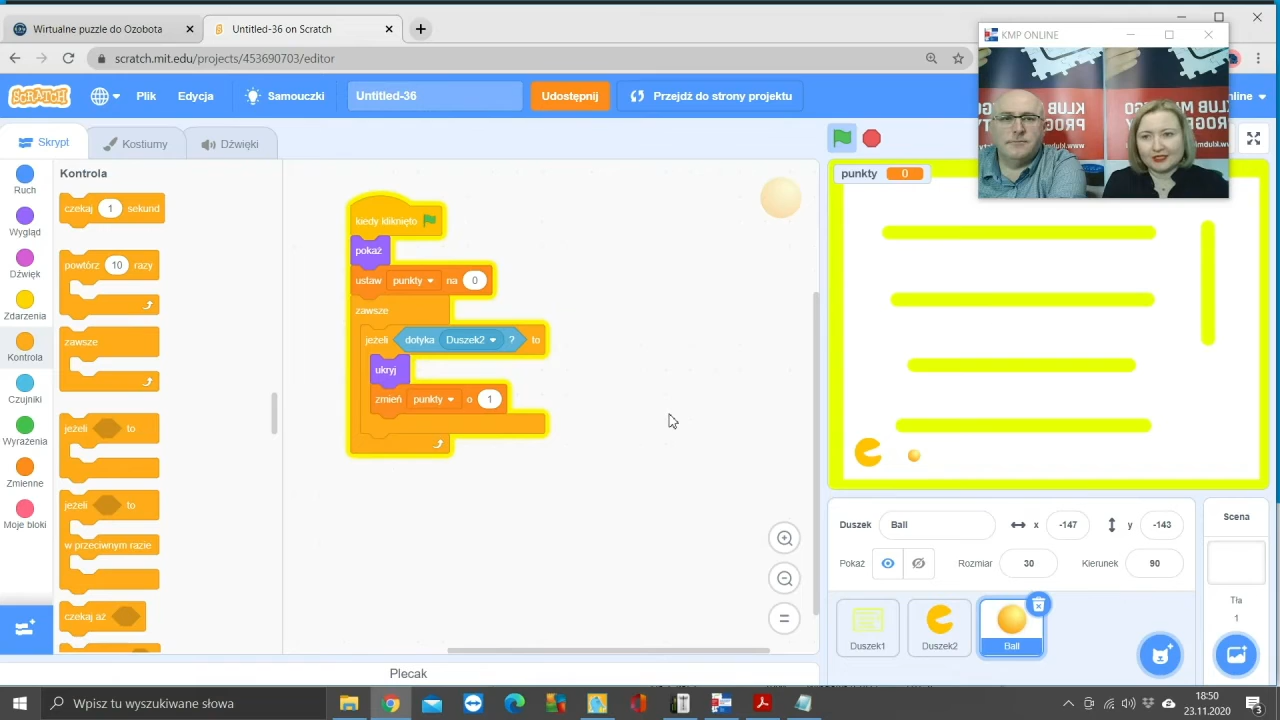 Wirtualne puzzle do Ozobota
Untitled-36 on Scratch
scratch.mit.edu/projects/453690703/editor
KMP ONLINE
SCRATCH
Plik
Edycja
Samouczki
Untitled-36
Udostępnij
Przejdź do strony projektu
Skrypt
Kostiumy
Dźwięki
Ruch
Wygląd
Dźwięk
Zdarzenia
Kontrola
Czujniki
Wyrażenia
Zmienne
Moje bloki
Kontrola
czekaj 1 sekund
powtórz 10 razy
zawsze
jeżeli to
jeżeli to
w przeciwnym razie
czekaj aż
kiedy kliknięto
pokaż
ustaw punkty na 0
zawsze
jeżeli dotyka Duszek2 ? to
ukryj
zmień punkty o 1
punkty 0
Duszek Ball x -147 y -143
Pokaż Rozmiar 30 Kierunek 90
Duszek1
Duszek2
Ball
Scena
Tła
1
Plecak
Wpisz tu wyszukiwane słowa
18:50
23.11.2020
3